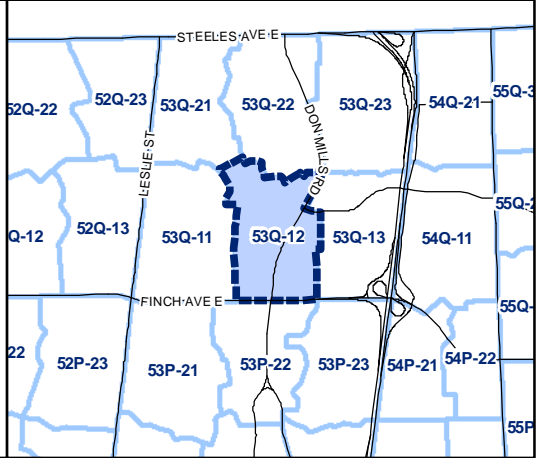 STEELES AVE E
52Q-22
52Q-23
53Q-21
53Q-22
53Q-23
54Q-21
55Q-3
LESLIE ST
DON MILLS RD
Q-12
52Q-13
53Q-11
53Q-12
53Q-13
54Q-11
55Q-2
FINCH AVE E
55Q-
22
52P-23
53P-21
53P-22
53P-23
54P-21
54P-22
55P